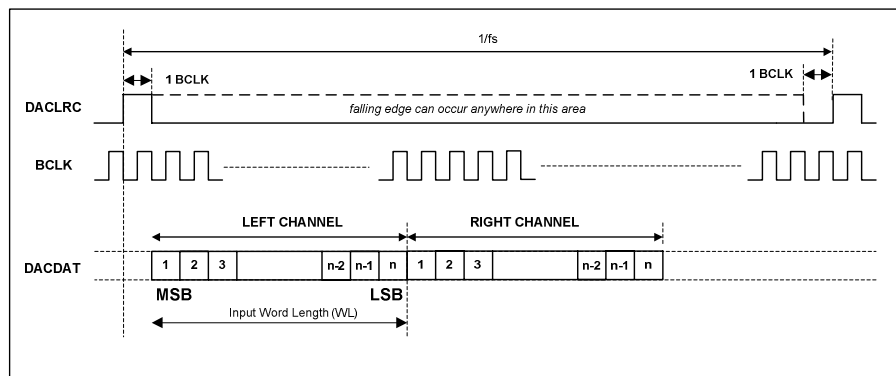 1/fs
1 BCLK
1 BCLK
DACLRC
falling edge can occur anywhere in this area
BCLK
LEFT CHANNEL
RIGHT CHANNEL
DACDAT
1 2 3 n-2 n-1 n 1 2 3 n-2 n-1 n
MSB
LSB
Input Word Length (WL)